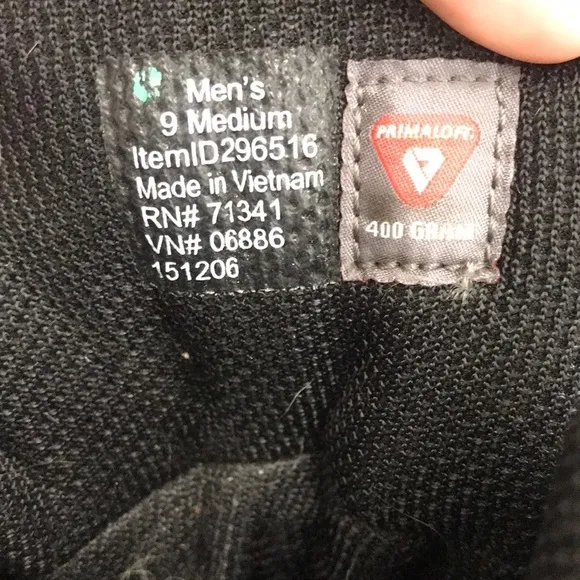 Men's
9 Medium
ItemID296516
Made in Vietnam
RN# 71341
VN# 06886
151206
PRIMALOFT
400 GRAM